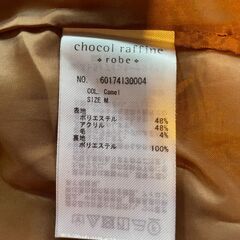 chocol raffine
robe
NO. 60174130004
COL. Camel
SIZE M
表地
ポリエステル 48%
アクリル 48%
毛 4%
裏地
ポリエステル 100%